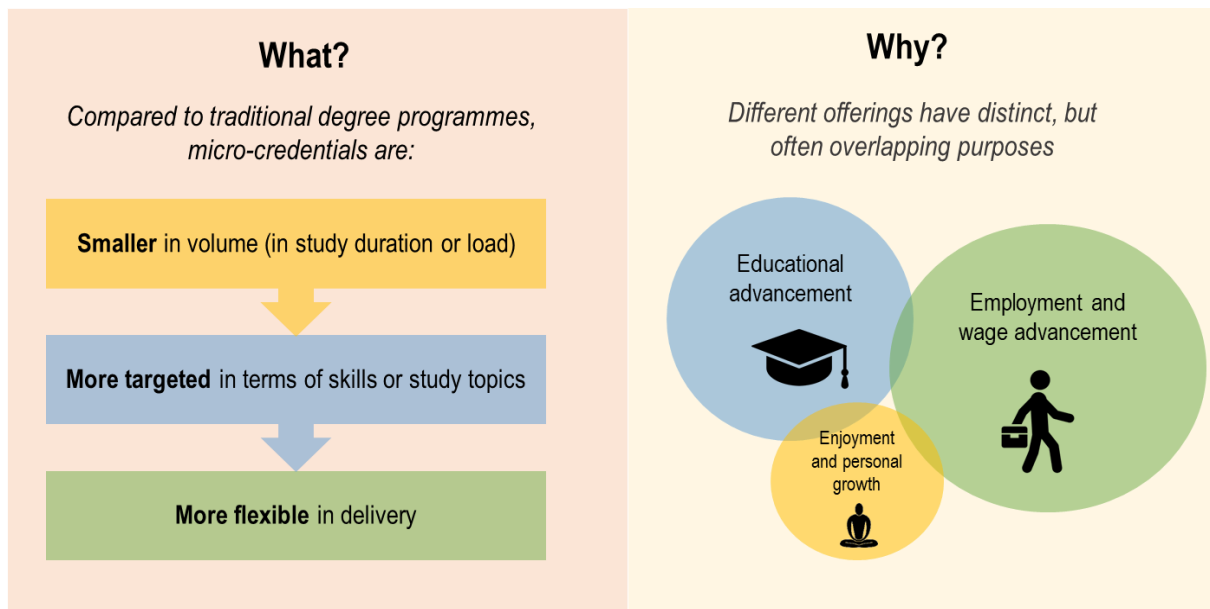 What?
Compared to traditional degree programmes,
micro-credentials are:
Smaller in volume (in study duration or load)
More targeted in terms of skills or study topics
More flexible in delivery
Why?
Different offerings have distinct, but
often overlapping purposes
Educational
advancement
Employment and
wage advancement
Enjoyment
and personal
growth